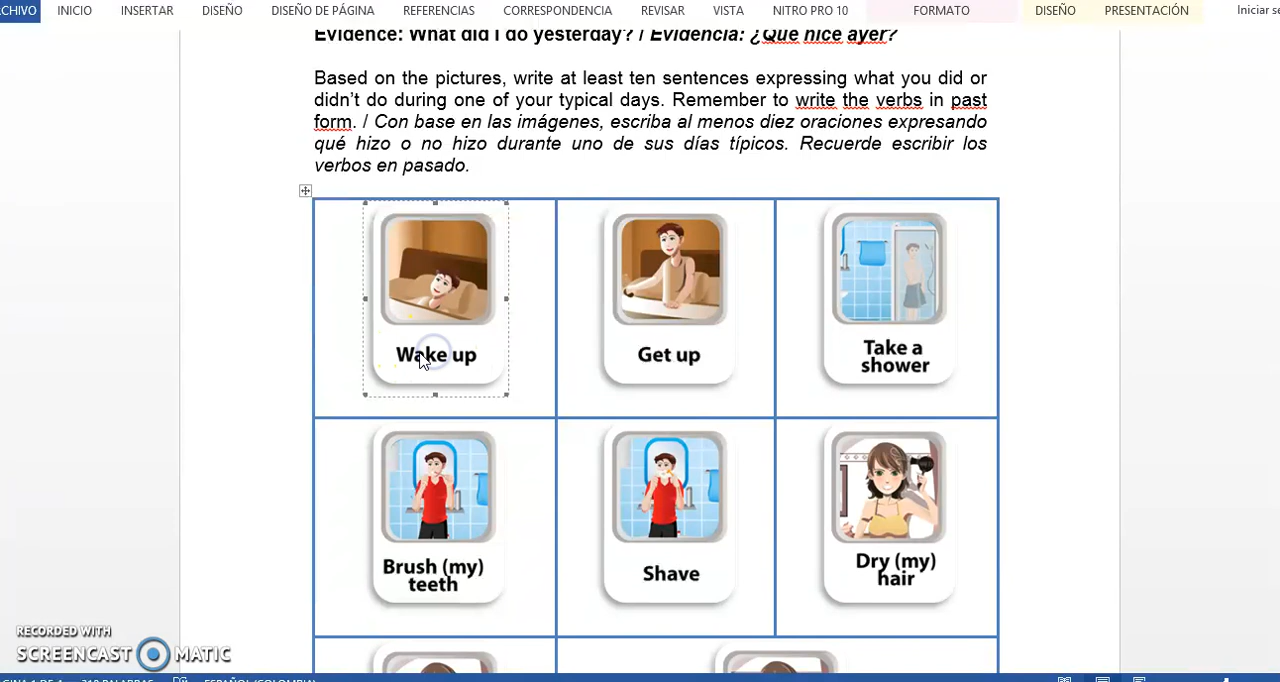 ARCHIVO INICIO INSERTAR DISEÑO DISEÑO DE PÁGINA REFERENCIAS CORRESPONDENCIA REVISAR VISTA NITRO PRO 10 FORMATO DISEÑO PRESENTACIÓN Iniciar se
Evidence: What did I do yesterday? / Evidencia: ¿Qué hice ayer?
Based on the pictures, write at least ten sentences expressing what you did or
didn’t do during one of your typical days. Remember to write the verbs in past
form. / Con base en las imágenes, escriba al menos diez oraciones expresando
qué hizo o no hizo durante uno de sus días típicos. Recuerde escribir los
verbos en pasado.
Wake up
Get up
Take a
shower
Brush (my)
teeth
Shave
Dry (my)
hair
RECORDED WITH
SCREENCAST MATIC